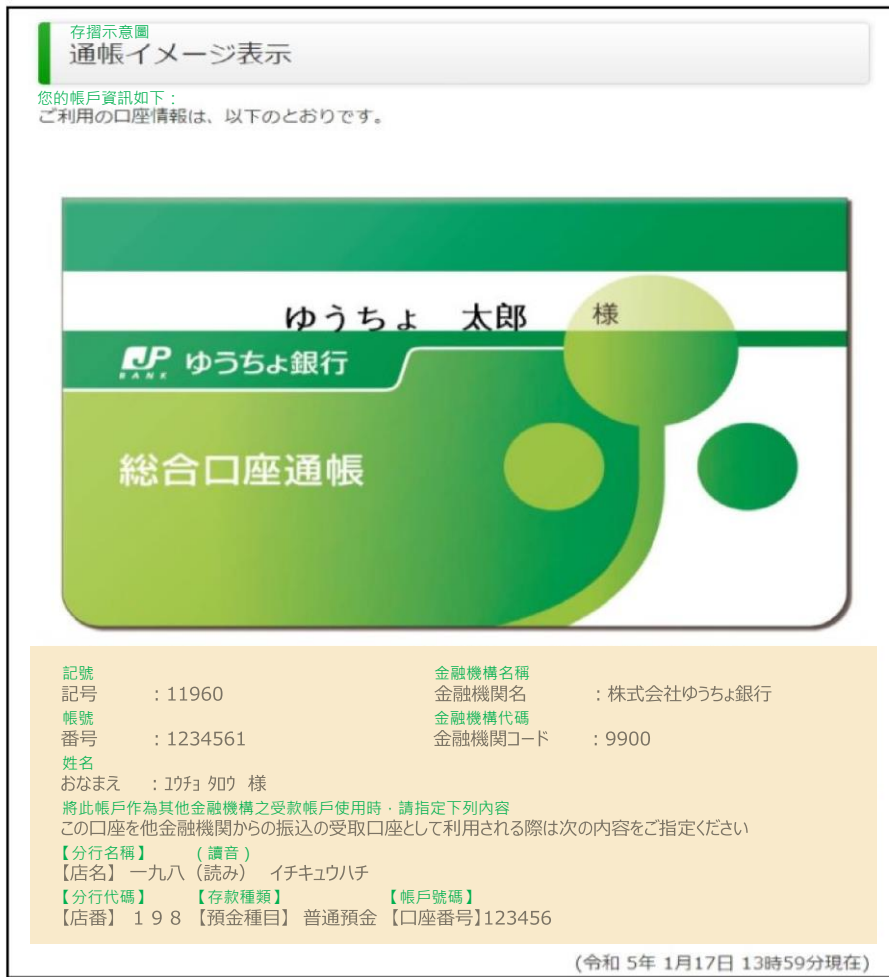 存摺示意圖
通帳イメージ表示
您的帳戶資訊如下：
ご利用の口座情報は、以下のとおりです。
ゆうちょ 太郎 様
JP BANK ゆうちょ銀行
総合口座通帳
記號 金融機構名稱
記号 ：11960 金融機関名 ：株式会社ゆうちょ銀行
帳號 金融機構代碼
番号 ：1234561 金融機関コード ：9900
姓名
おなまえ ：ﾕウﾁｮ ﾀﾛウ 様
將此帳戶作為其他金融機構之受款帳戶使用時，請指定下列內容
この口座を他金融機関からの振込の受取口座として利用される際は次の内容をご指定ください
【分行名稱】 (讀音)
【店名】 一九八 （読み） イチキュウハチ
【分行代碼】 【存款種類】 【帳戶號碼】
【店番】 １９８ 【預金種目】 普通預金 【口座番号】123456
(令和 5年 1月17日 13時59分現在)